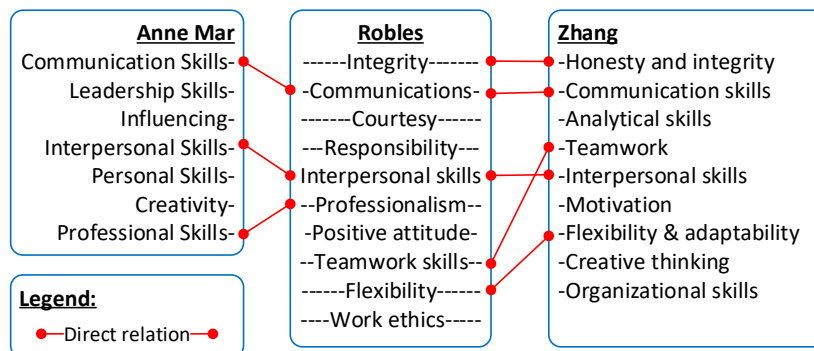 Anne Mar
Communication Skills-
Leadership Skills-
Influencing-
Interpersonal Skills-
Personal Skills-
Creativity-
Professional Skills-
Legend:
Direct relation
Robles
------Integrity-------
-Communications-
-------Courtesy------
---Responsibility---
Interpersonal skills
--Professionalism--
-Positive attitude-
--Teamwork skills--
------Flexibility------
----Work ethics-----
Zhang
-Honesty and integrity
-Communication skills
-Analytical skills
-Teamwork
-Interpersonal skills
-Motivation
-Flexibility & adaptability
-Creative thinking
-Organizational skills